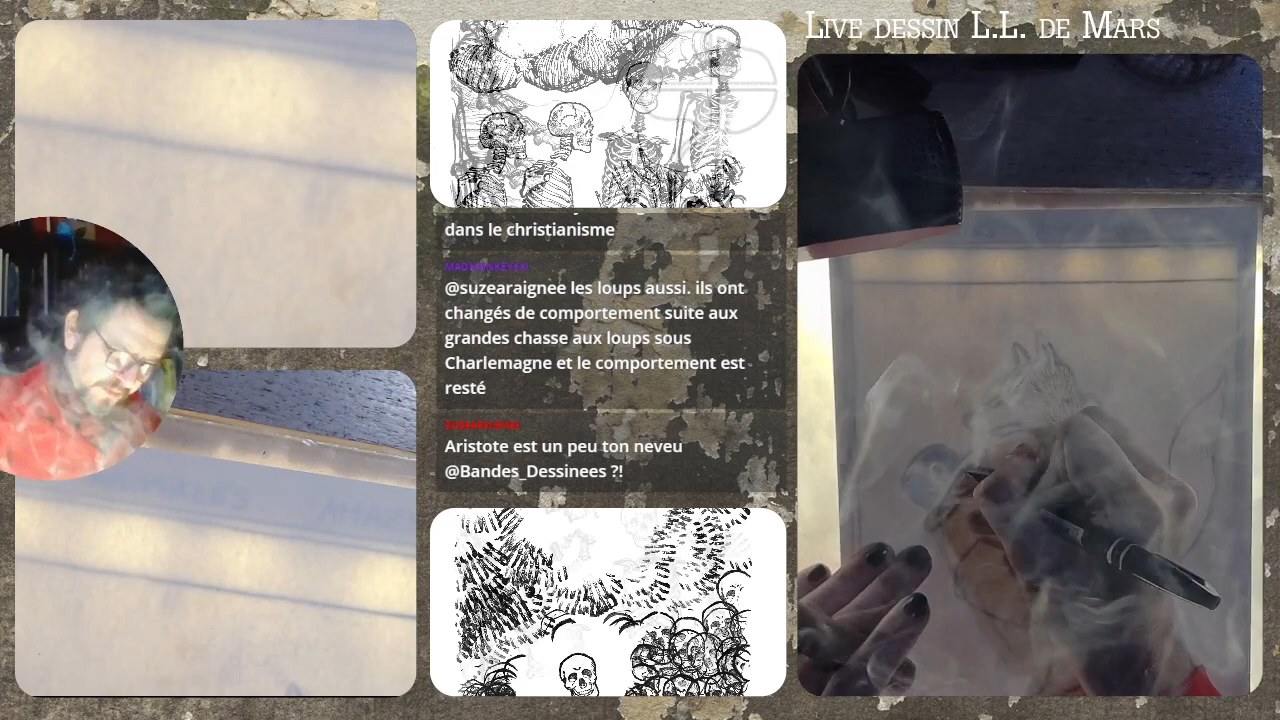 Live dessin L.L. de Mars
dans le christianisme
@suzearaignee les loups aussi. ils ont
changés de comportement suite aux
grandes chasse aux loups sous
Charlemagne et le comportement est
resté
SUZEARAIGNEE
Aristote est un peu ton neveu
@Bandes_Dessinees ?!